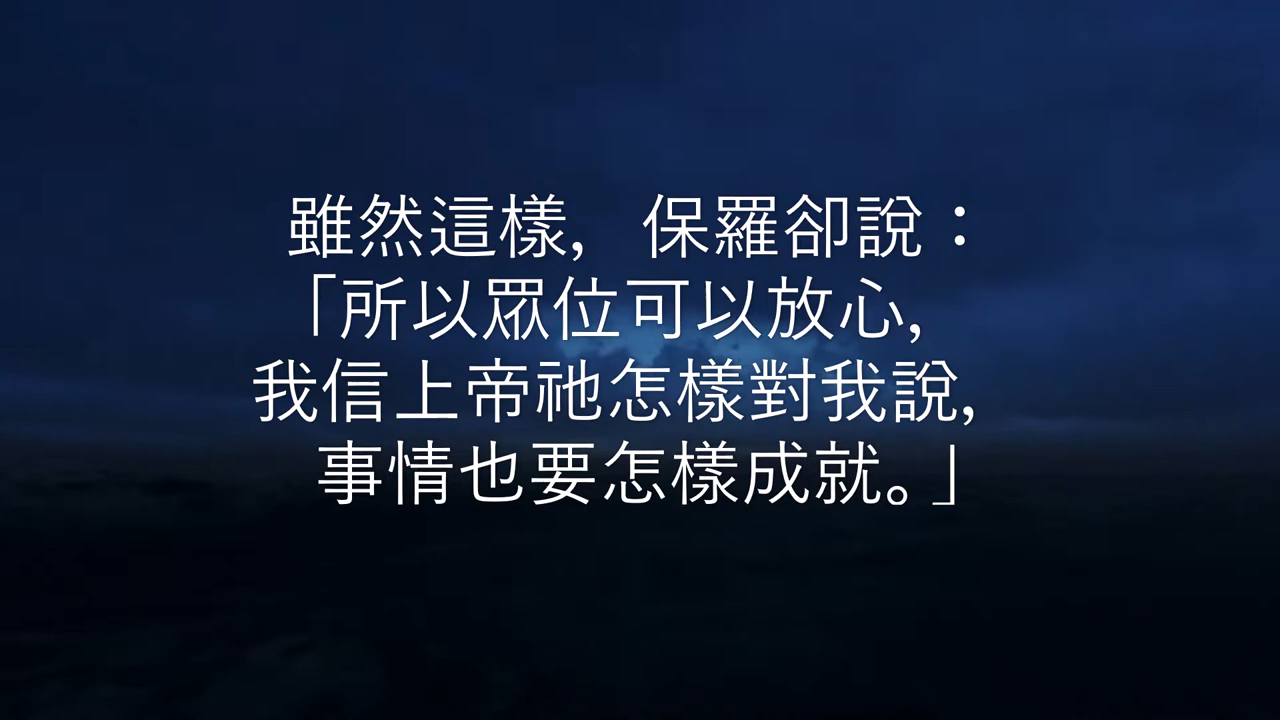 雖然這樣, 保羅卻說：
「所以眾位可以放心,
我信上帝祂怎樣對我說,
事情也要怎樣成就。」